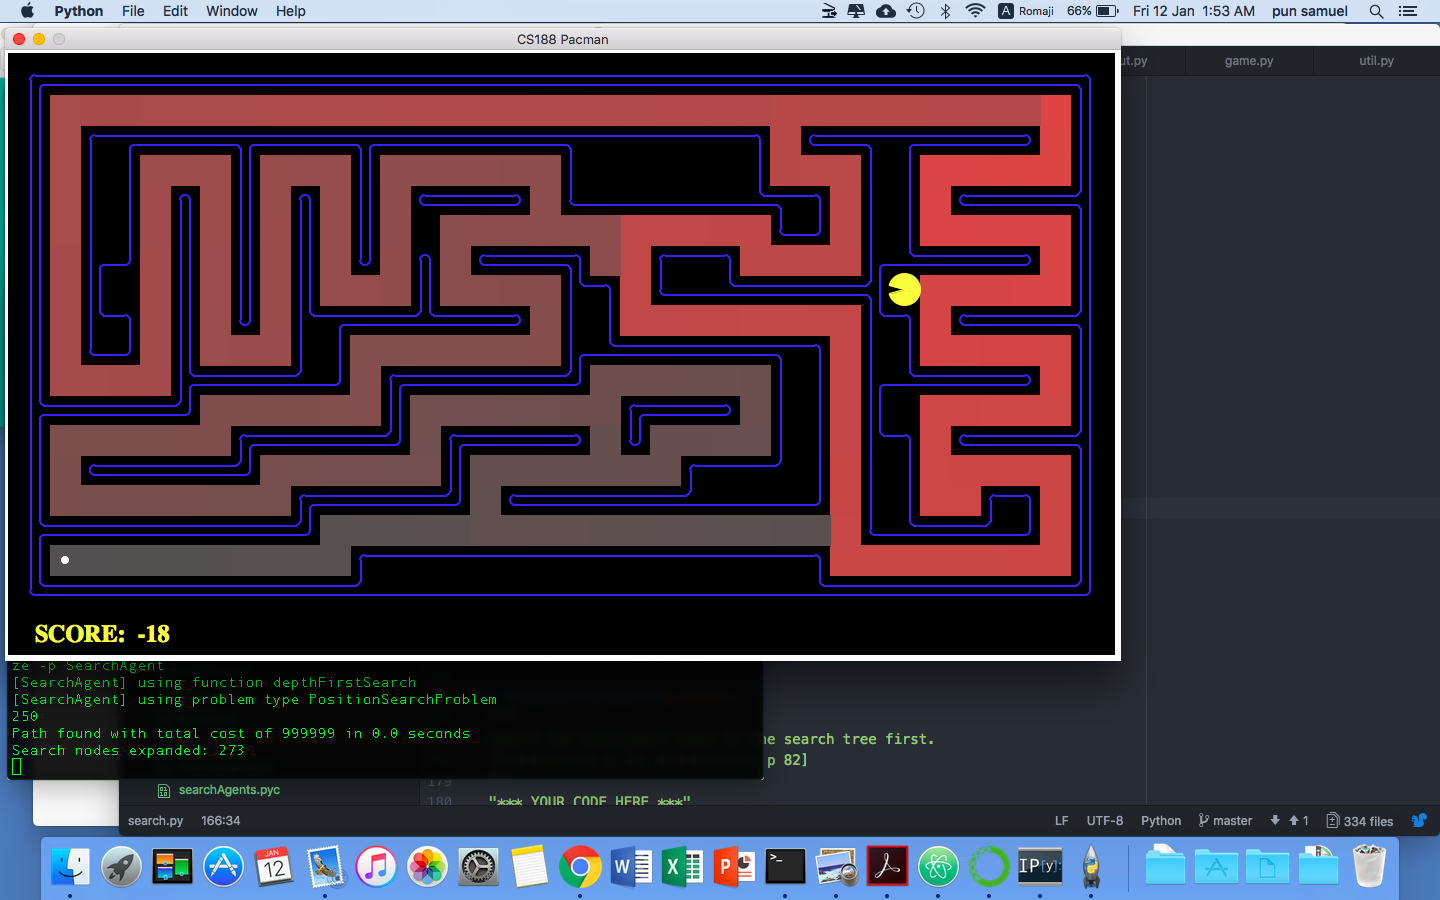 Python File Edit Window Help
A Romaji 66% Fri 12 Jan 1:53 AM pun samuel
CS188 Pacman
ut.py game.py util.py
SCORE: -18
ze -p SearchAgent
[SearchAgent] using function depthFirstSearch
[SearchAgent] using problem type PositionSearchProblem
250
Path found with total cost of 999999 in 0.0 seconds
Search nodes expanded: 273
ne search tree first.
p 82]
179
180 "*** YOUR CODE HERE ***"
searchAgents.pyc
search.py 166:34 LF UTF-8 Python master 1 334 files
JAN
12
W X P >_ IP[y]: